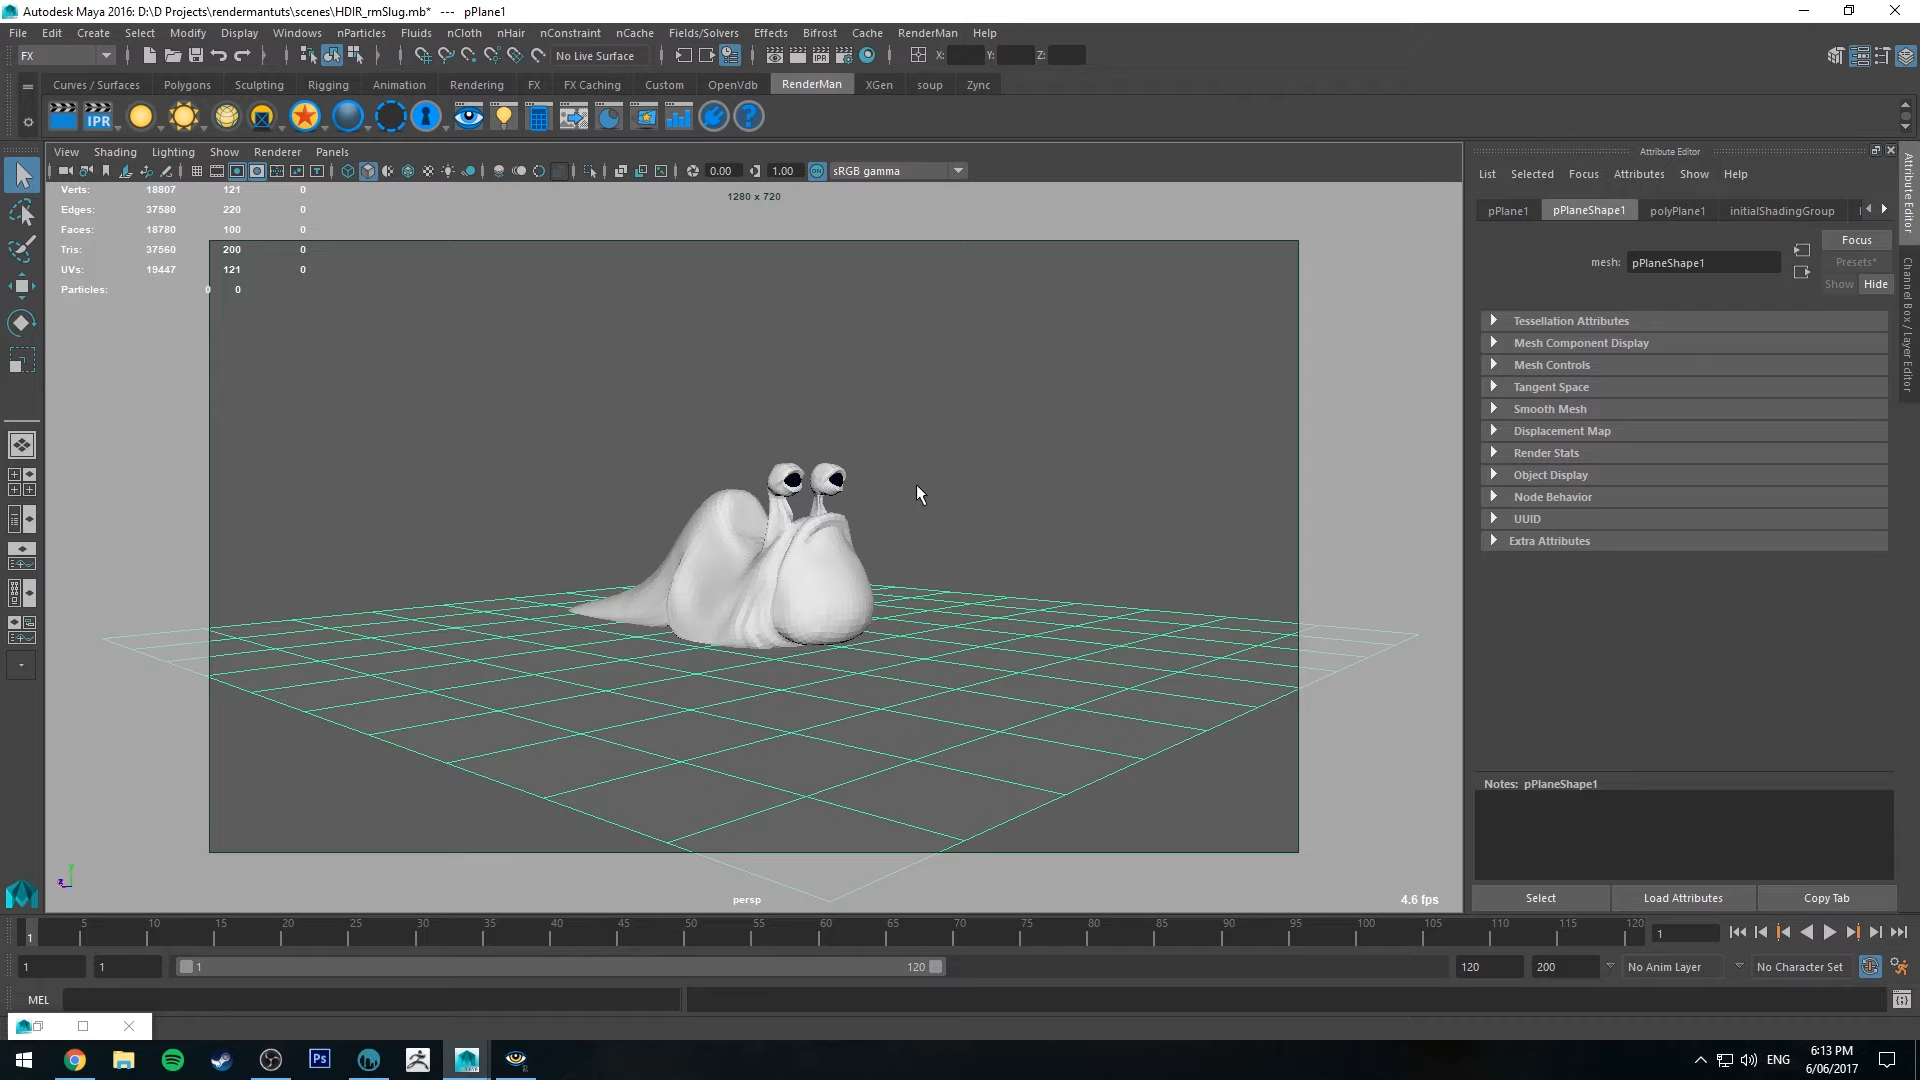 Autodesk Maya 2016: D:\D Projects\rendermantuts\scenes\HDIR_rmSlug.mb* --- pPlane1
File Edit Create Select Modify Display Windows nParticles Fluids nCloth nHair nConstraint nCache Fields/Solvers Effects Bifrost Cache RenderMan Help
FX No Live Surface X: Y: Z:
Curves / Surfaces Polygons Sculpting Rigging Animation Rendering FX FX Caching Custom OpenVdb RenderMan XGen soup Zync
IPR
View Shading Lighting Show Renderer Panels
0.00 1.00 ON sRGB gamma
Verts: 18807 121 0
Edges: 37580 220 0
Faces: 18780 100 0
Tris: 37560 200 0
UVs: 19447 121 0
Particles: 0 0
1280 x 720
persp
4.6 fps
Attribute Editor
List Selected Focus Attributes Show Help
pPlane1 pPlaneShape1 polyPlane1 initialShadingGroup
Focus
mesh: pPlaneShape1
Presets*
Show Hide
Tessellation Attributes
Mesh Component Display
Mesh Controls
Tangent Space
Smooth Mesh
Displacement Map
Render Stats
Object Display
Node Behavior
UUID
Extra Attributes
Notes: pPlaneShape1
Select Load Attributes Copy Tab
Attribute Editor
Channel Box / Layer Editor
1 5 10 15 20 25 30 35 40 45 50 55 60 65 70 75 80 85 90 95 100 105 110 115 120 1
1 1 1 120 120 200 No Anim Layer No Character Set
MEL
Ps
ENG
6:13 PM
6/06/2017